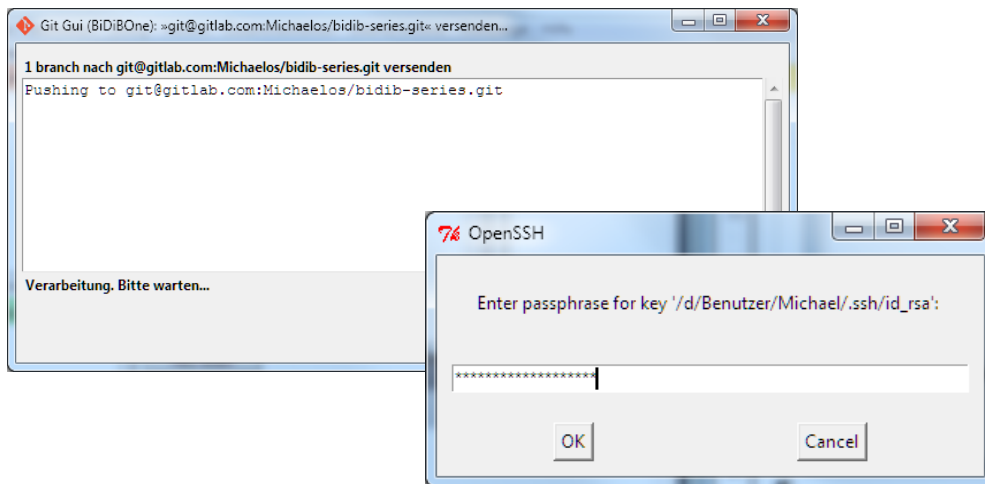 Git Gui (BiDiBOne): »git@gitlab.com:Michaelos/bidib-series.git« versenden...
1 branch nach git@gitlab.com:Michaelos/bidib-series.git versenden
Pushing to git@gitlab.com:Michaelos/bidib-series.git
Verarbeitung. Bitte warten...
OpenSSH
Enter passphrase for key '/d/Benutzer/Michael/.ssh/id_rsa':
*******************
OK
Cancel